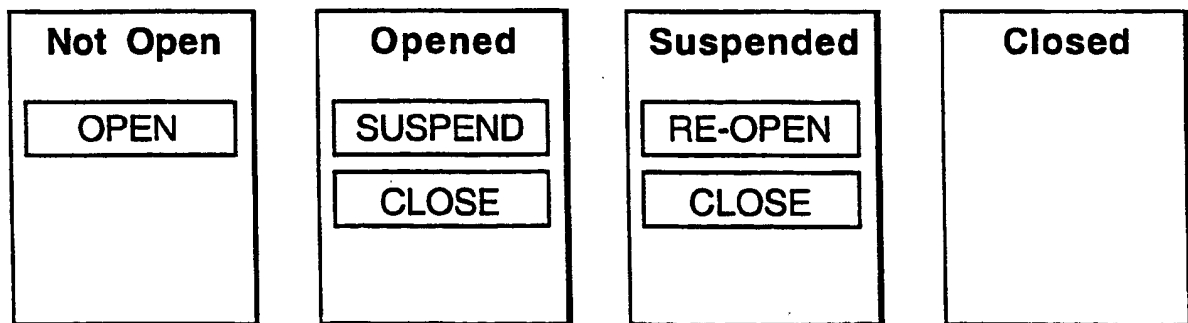 Not Open
OPEN
Opened
SUSPEND
CLOSE
Suspended
RE-OPEN
CLOSE
Closed